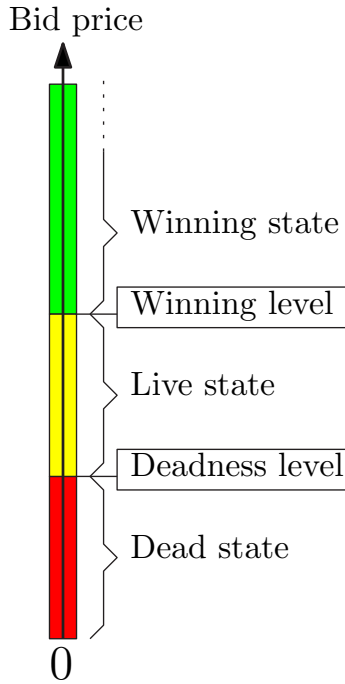 Bid price
Winning state
Winning level
Live state
Deadness level
Dead state
0